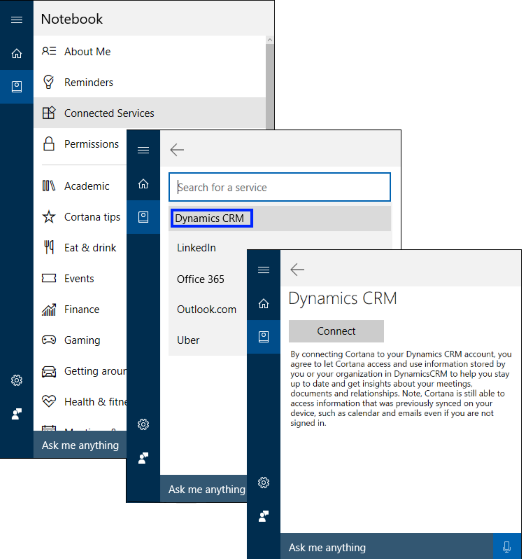 Notebook
About Me
Reminders
Connected Services
Permissions
Academic
Cortana tips
Eat & drink
Events
Finance
Gaming
Getting aroun
Health & fitne
Ask me anything
Search for a service
Dynamics CRM
LinkedIn
Office 365
Outlook.com
Uber
Ask me anything
Dynamics CRM
Connect
By connecting Cortana to your Dynamics CRM account, you
agree to let Cortana access and use information stored by
you or your organization in DynamicsCRM to help you stay
up to date and get insights about your meetings.
documents and relationships. Note, Cortana is still able to
access information that was previously synced on your
device, such as calendar and emails even if you are not
signed in.
Ask me anything